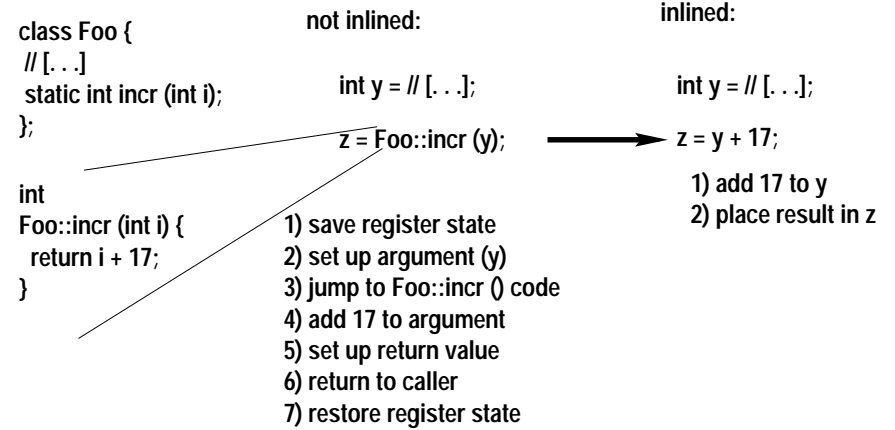 class Foo {
// [. . .]
static int incr (int i);
};
int
Foo::incr (int i) {
return i + 17;
}
not inlined:
int y = // [. . .];
z = Foo::incr (y);
1) save register state
2) set up argument (y)
3) jump to Foo::incr () code
4) add 17 to argument
5) set up return value
6) return to caller
7) restore register state
inlined:
int y = // [. . .];
z = y + 17;
1) add 17 to y
2) place result in z